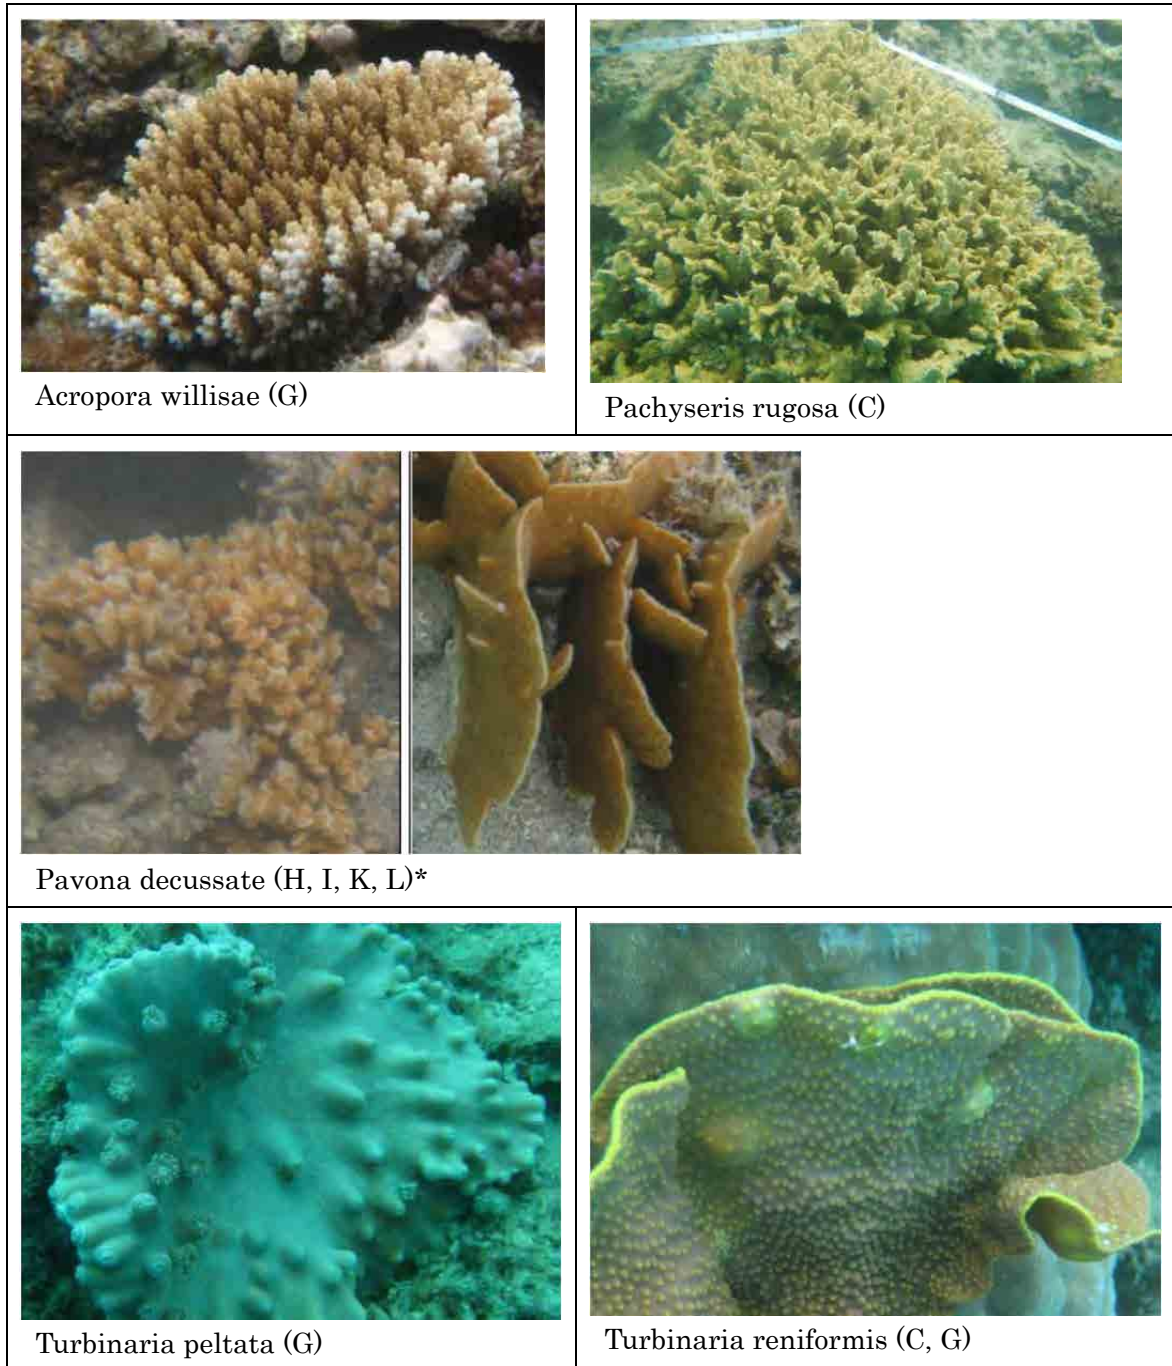 Acropora willisae (G)
Pachyseris rugosa (C)
Pavona decussate (H, I, K, L)*
Turbinaria peltata (G)
Turbinaria reniformis (C, G)